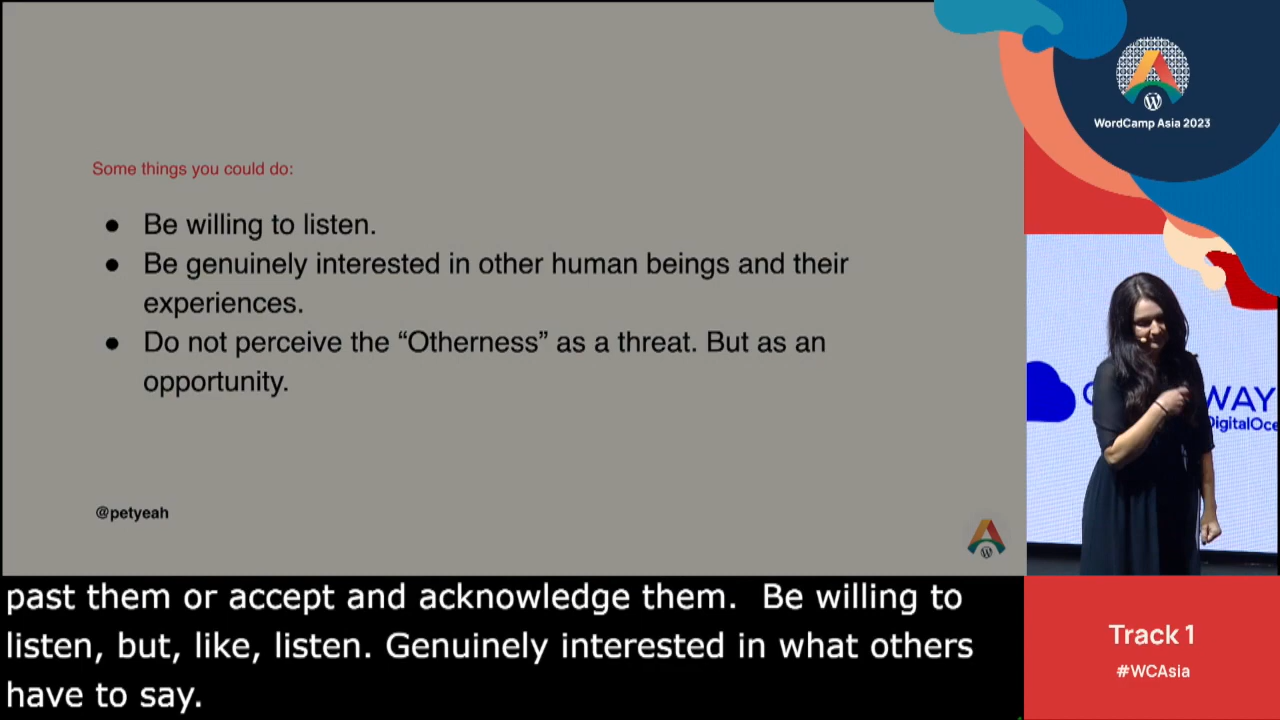 WordCamp Asia 2023
Some things you could do:
● Be willing to listen.
● Be genuinely interested in other human beings and their
experiences.
● Do not perceive the “Otherness” as a threat. But as an
opportunity.
@petyeah
WAY
DigitalOce
past them or accept and acknowledge them.  Be willing to
listen, but, like, listen. Genuinely interested in what others
have to say.
Track 1
#WCAsia